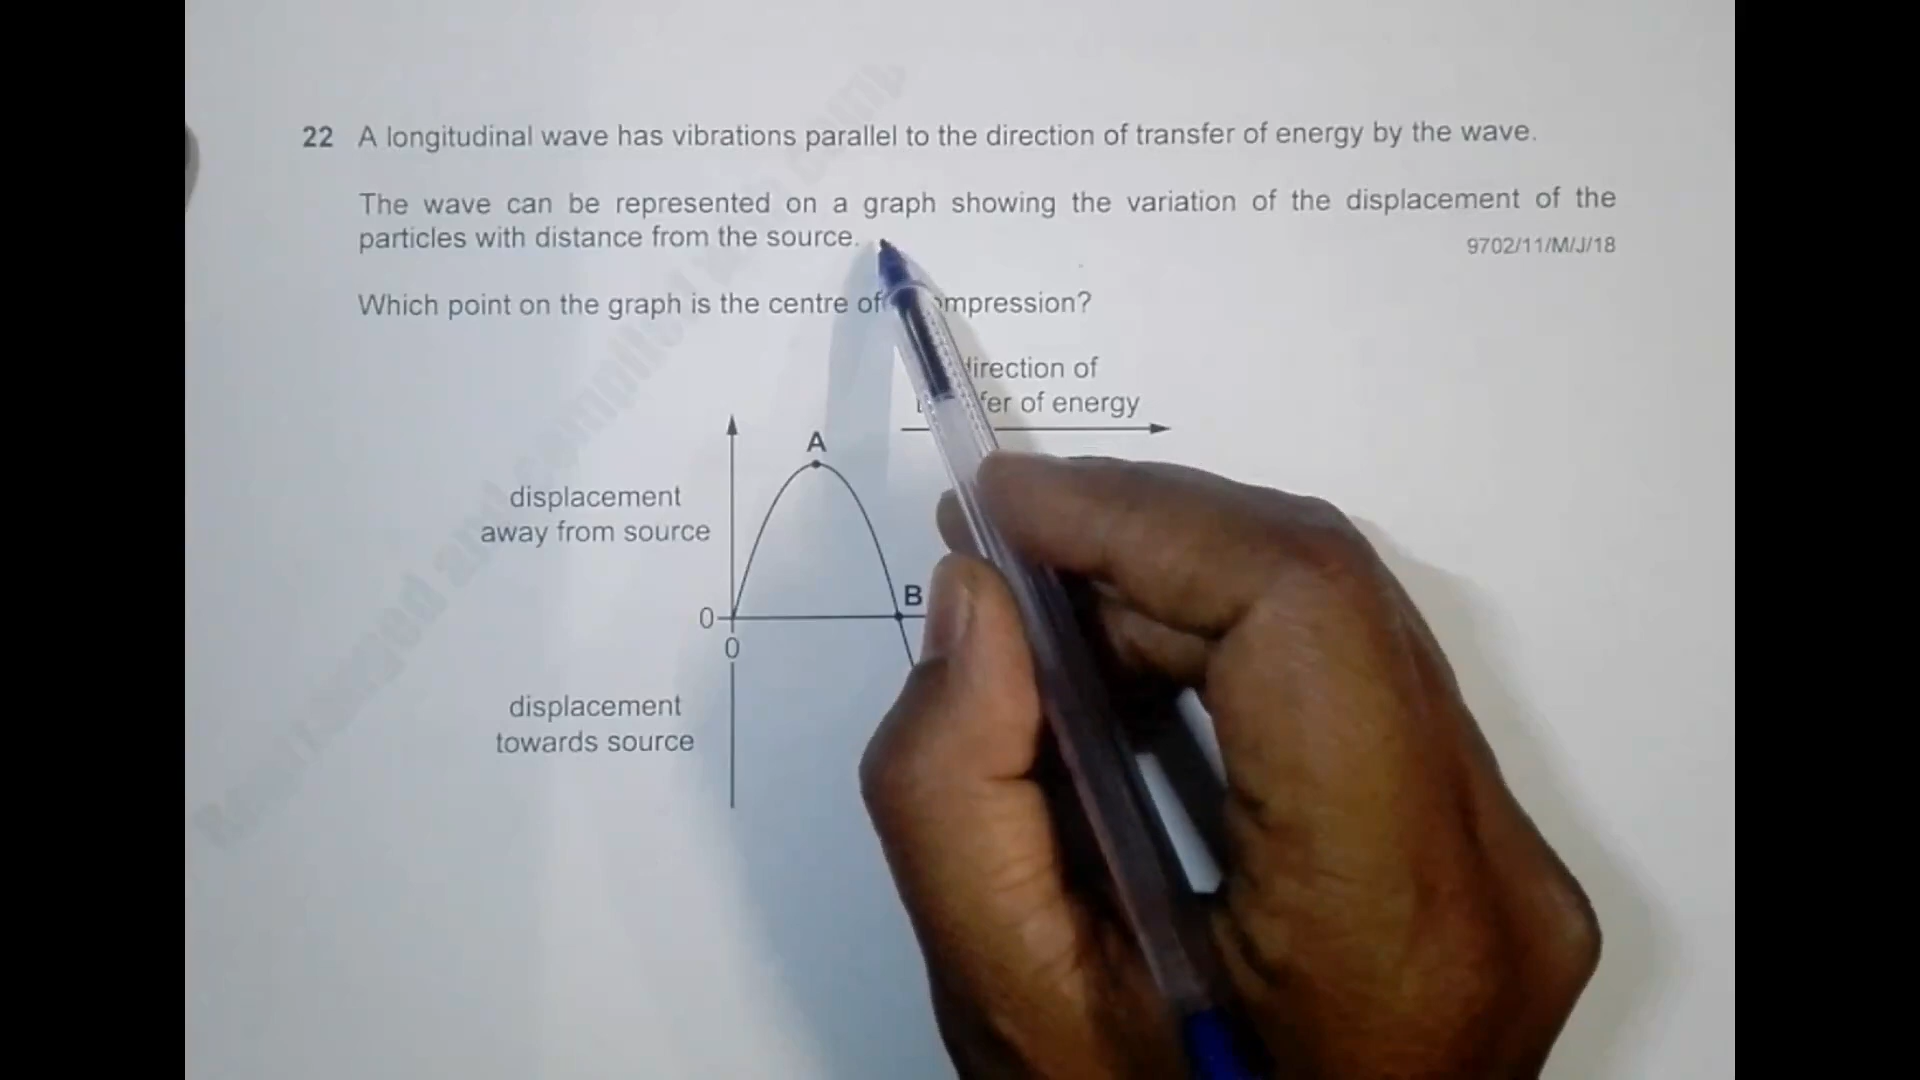 22 A longitudinal wave has vibrations parallel to the direction of transfer of energy by the wave.
The wave can be represented on a graph showing the variation of the displacement of the
particles with distance from the source.
9702/11/M/J/18
Which point on the graph is the centre of ompression?
direction of
fer of energy
A
displacement
away from source
B
0
0
displacement
towards source